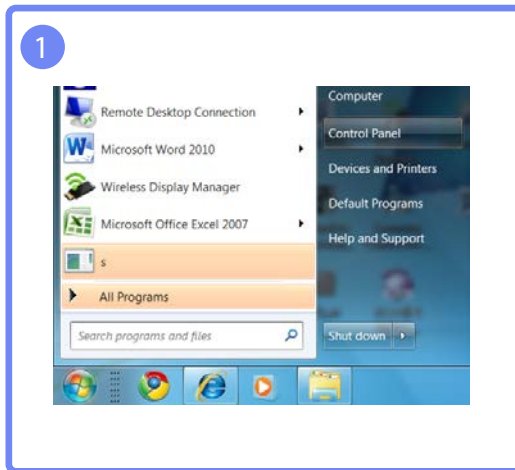 1
Remote Desktop Connection
Microsoft Word 2010
Wireless Display Manager
Microsoft Office Excel 2007
s
All Programs
Search programs and files
Computer
Control Panel
Devices and Printers
Default Programs
Help and Support
Shut down